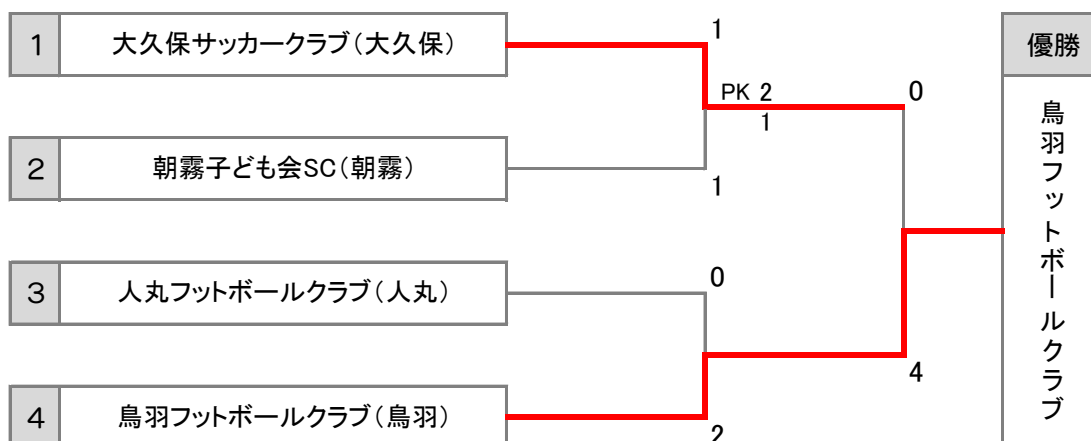 1 大久保サッカークラブ(大久保) 1
優勝
PK 2
1
0
鳥羽フットボールクラブ
2 朝霧子ども会SC(朝霧) 1
3 人丸フットボールクラブ(人丸) 0
4
4 鳥羽フットボールクラブ(鳥羽) 2